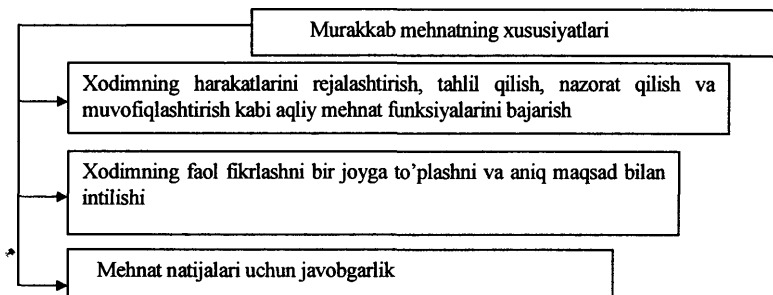 Murakkab mehnatning xususiyatlari
Xodimning harakatlarini rejalashtirish, tahlil qilish, nazorat qilish va
muvofiqlashtirish kabi aqliy mehnat funksiyalarini bajarish
Xodimning faol fikrlashni bir joyga to’plashni va aniq maqsad bilan
intilishi
Mehnat natijalari uchun javobgarlik